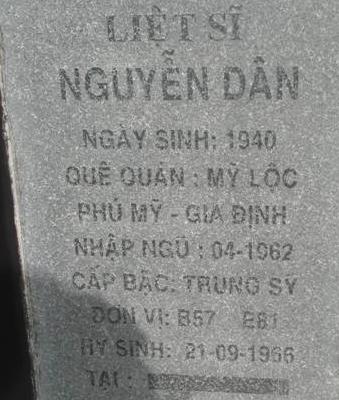 LIỆT SĨ
NGUYỄN DÂN
NGÀY SINH: 1940
QUÊ QUÁN : MỸ LỘC
PHÚ MỸ - GIA ĐỊNH
NHẬP NGŨ : 04-1962
CẤP BẬC: TRUNG SỸ
ĐƠN VỊ: B57 E81
HY SINH: 21-09-1966
TẠI :